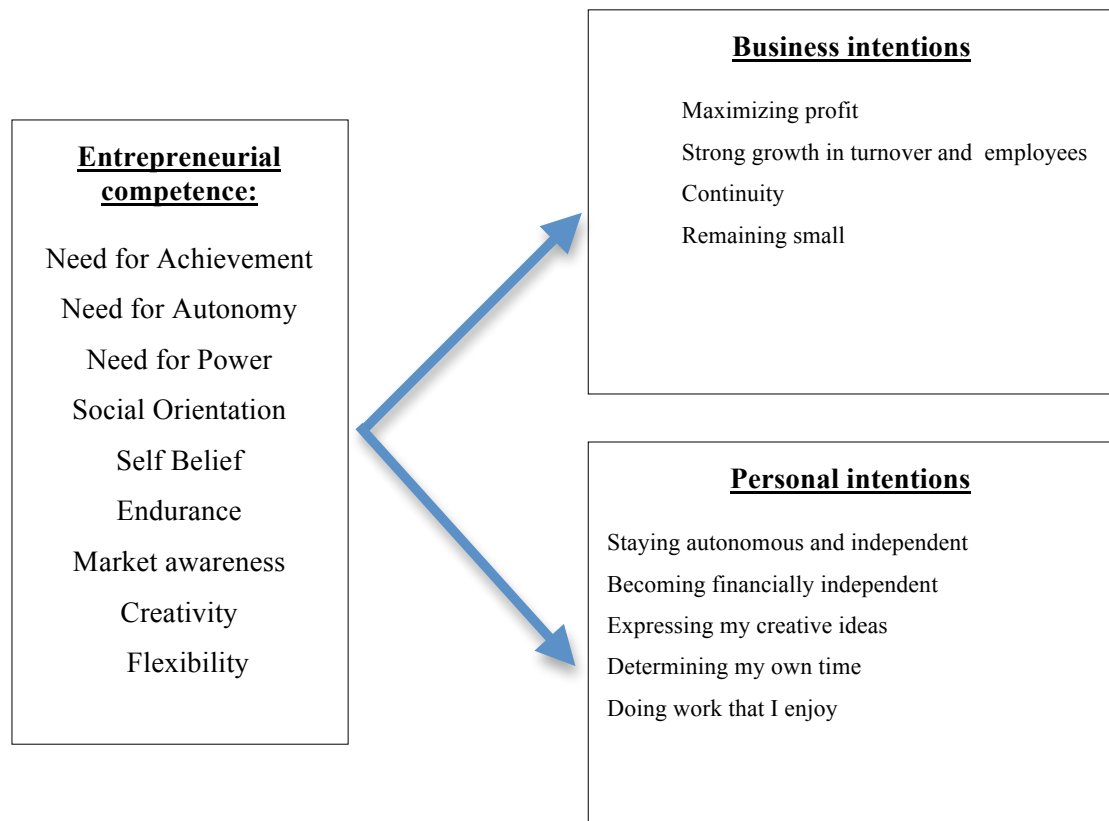 Entrepreneurial
competence:
Need for Achievement
Need for Autonomy
Need for Power
Social Orientation
Self Belief
Endurance
Market awareness
Creativity
Flexibility
Business intentions
Maximizing profit
Strong growth in turnover and  employees
Continuity
Remaining small
Personal intentions
Staying autonomous and independent
Becoming financially independent
Expressing my creative ideas
Determining my own time
Doing work that I enjoy